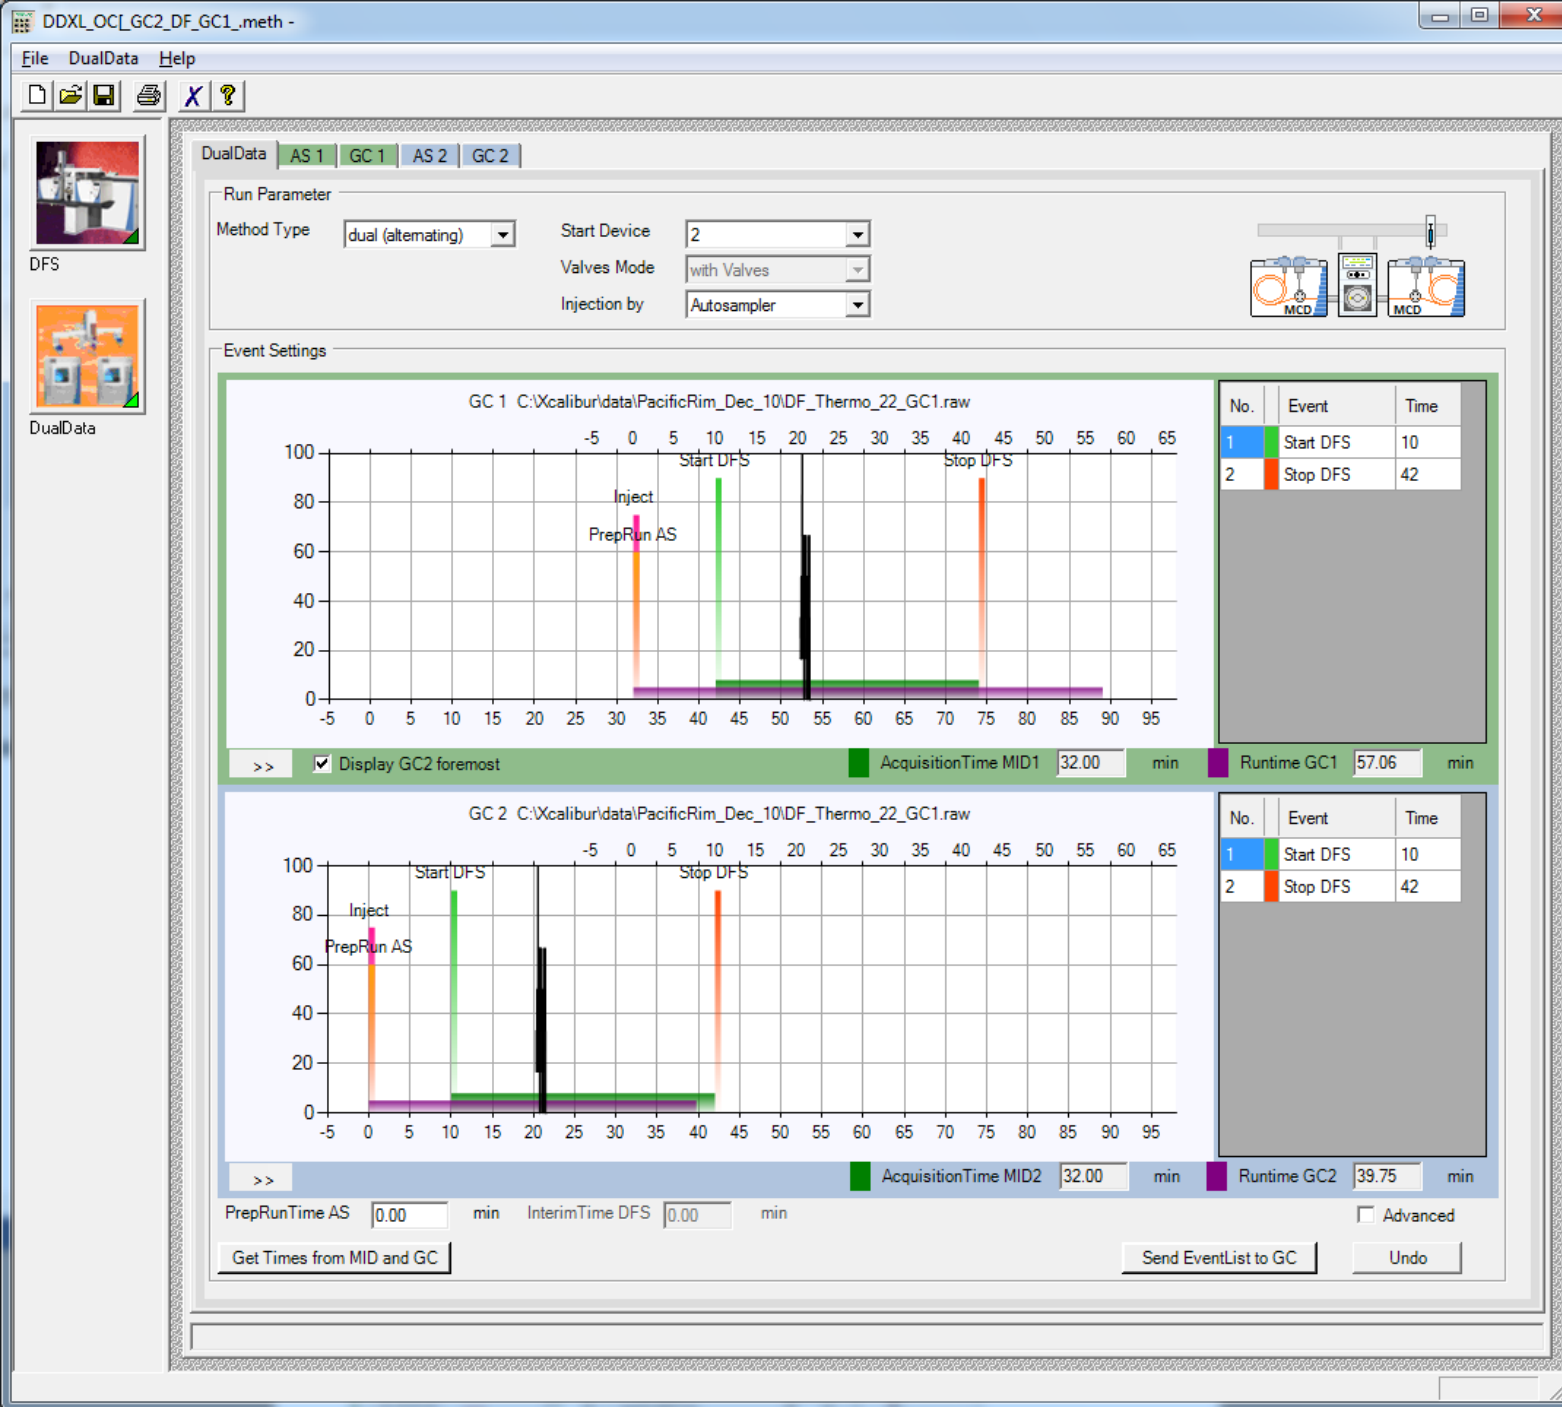 DDXL_OC[_GC2_DF_GC1_.meth -
File DualData Help
DFS
DualData
DualData AS 1 GC 1 AS 2 GC 2
Run Parameter
Method Type dual (alternating) Start Device 2
Valves Mode with Valves
Injection by Autosampler
MCD MCD
Event Settings
GC 1 C:\Xcalibur\data\PacificRim_Dec_10\DF_Thermo_22_GC1.raw
-5 0 5 10 15 20 25 30 35 40 45 50 55 60 65
100
80
60
40
20
0
Start DFS Stop DFS
Inject
PrepRun AS
-5 0 5 10 15 20 25 30 35 40 45 50 55 60 65 70 75 80 85 90 95
No. Event Time
1 Start DFS 10
2 Stop DFS 42
>> Display GC2 foremost AcquisitionTime MID1 32.00 min Runtime GC1 57.06 min
GC 2 C:\Xcalibur\data\PacificRim_Dec_10\DF_Thermo_22_GC1.raw
-5 0 5 10 15 20 25 30 35 40 45 50 55 60 65
100
80
60
40
20
0
Start DFS Stop DFS
Inject
PrepRun AS
-5 0 5 10 15 20 25 30 35 40 45 50 55 60 65 70 75 80 85 90 95
No. Event Time
1 Start DFS 10
2 Stop DFS 42
>> AcquisitionTime MID2 32.00 min Runtime GC2 39.75 min
PrepRunTime AS 0.00 min InterimTime DFS 0.00 min Advanced
Get Times from MID and GC Send EventList to GC Undo